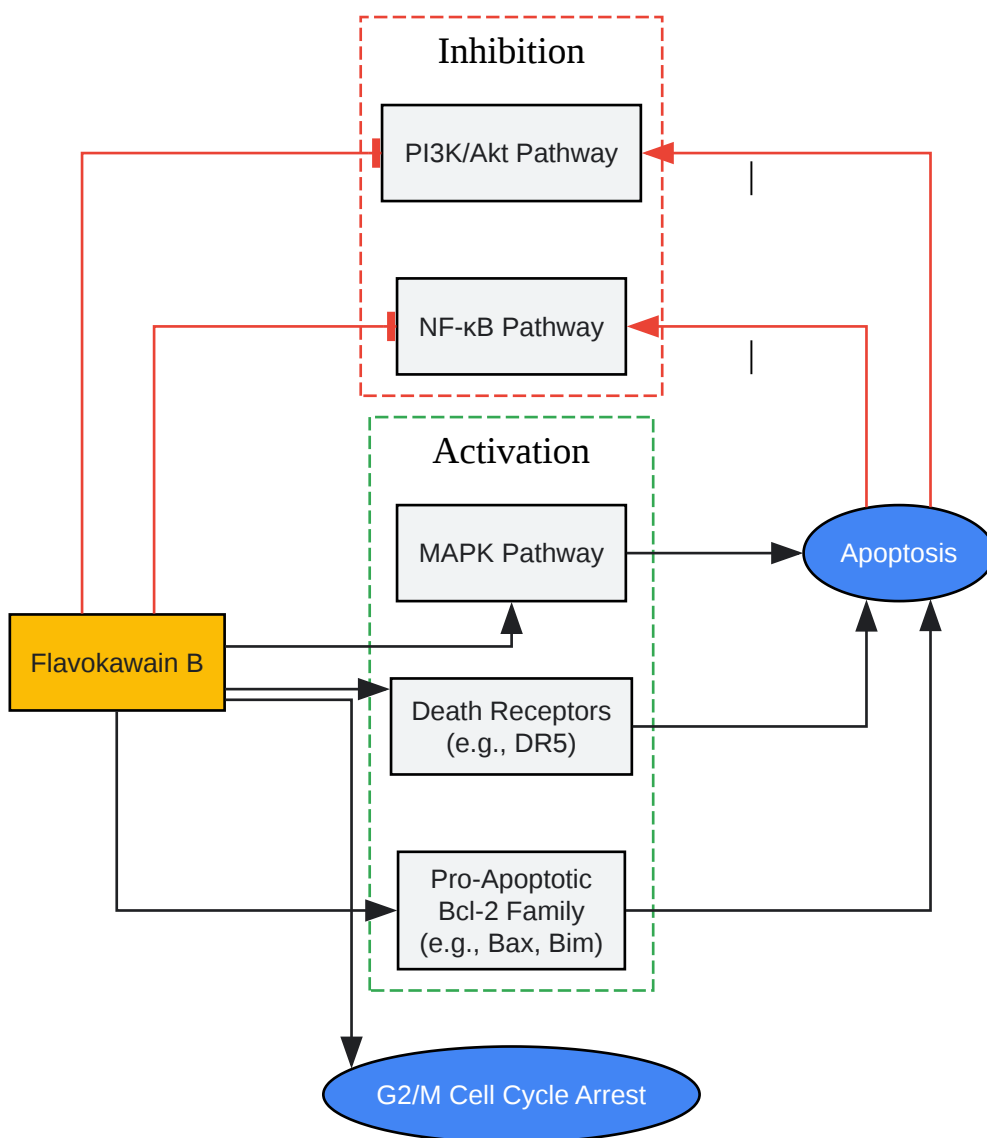 Inhibition
PI3K/Akt Pathway
|
NF-κB Pathway
|
Activation
MAPK Pathway
Apoptosis
Flavokawain B
Death Receptors
(e.g., DR5)
Pro-Apoptotic
Bcl-2 Family
(e.g., Bax, Bim)
G2/M Cell Cycle Arrest